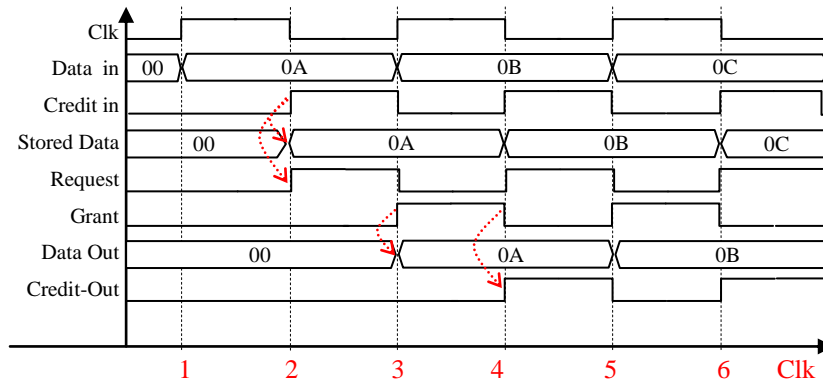 Clk
Data in 00 0A 0B 0C
Credit in
Stored Data 00 0A 0B 0C
Request
Grant
Data Out 00 0A 0B
Credit-Out
1 2 3 4 5 6 Clk